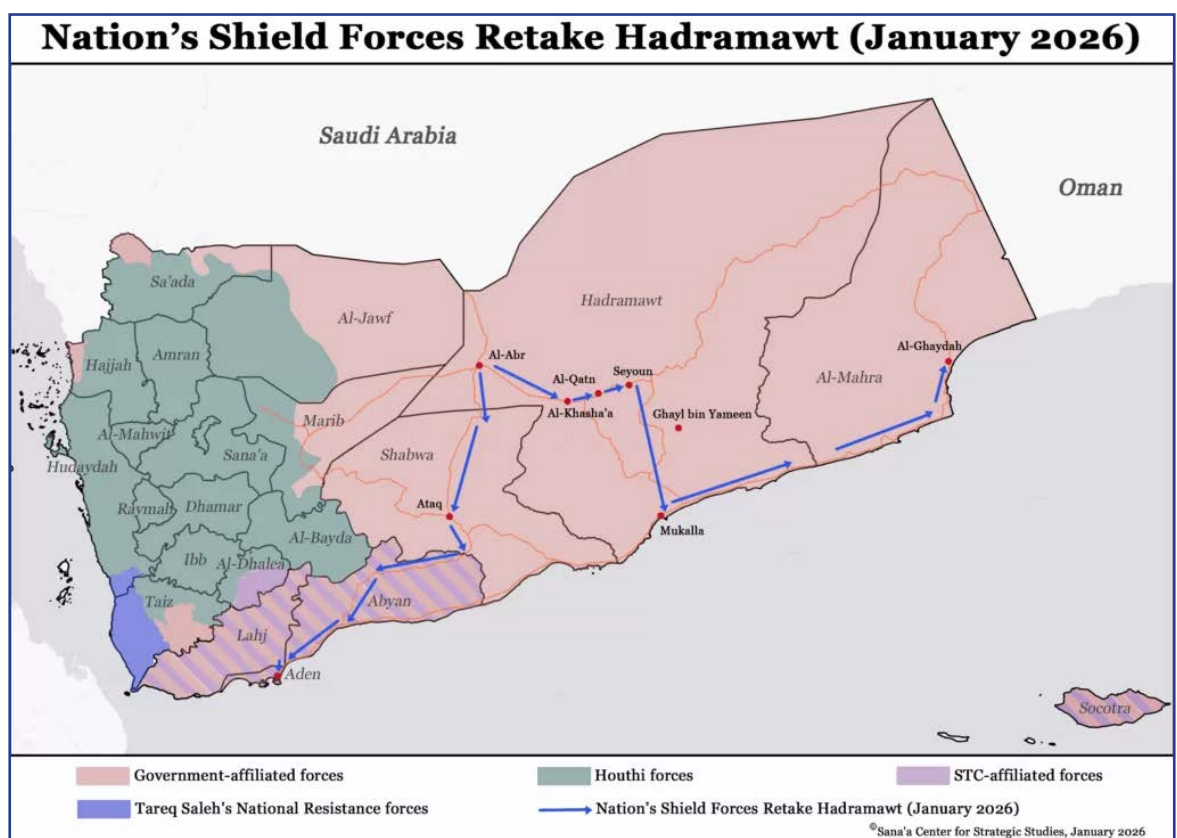 Nation's Shield Forces Retake Hadramawt (January 2026)
Saudi Arabia
Oman
Sa'ada
Hadramawt
Al-Jawf
Al-Abr
Al-Ghaydah
Hajjah
Amran
Al-Qatn
Seyoun
Al-Mahra
Al-Khasha'a
Ghayl bin Yameen
Marib
Al-Mahwit
Sana'a
Shabwa
Hudaydah
Ataq
Raymah
Dhamar
Mukalla
Al-Bayda
Ibb
Al-Dhalea
Taiz
Abyan
Lahj
Aden
Socotra
Government-affiliated forces
Houthi forces
STC-affiliated forces
Tareq Saleh's National Resistance forces
Nation's Shield Forces Retake Hadramawt (January 2026)
©Sana'a Center for Strategic Studies, January 2026